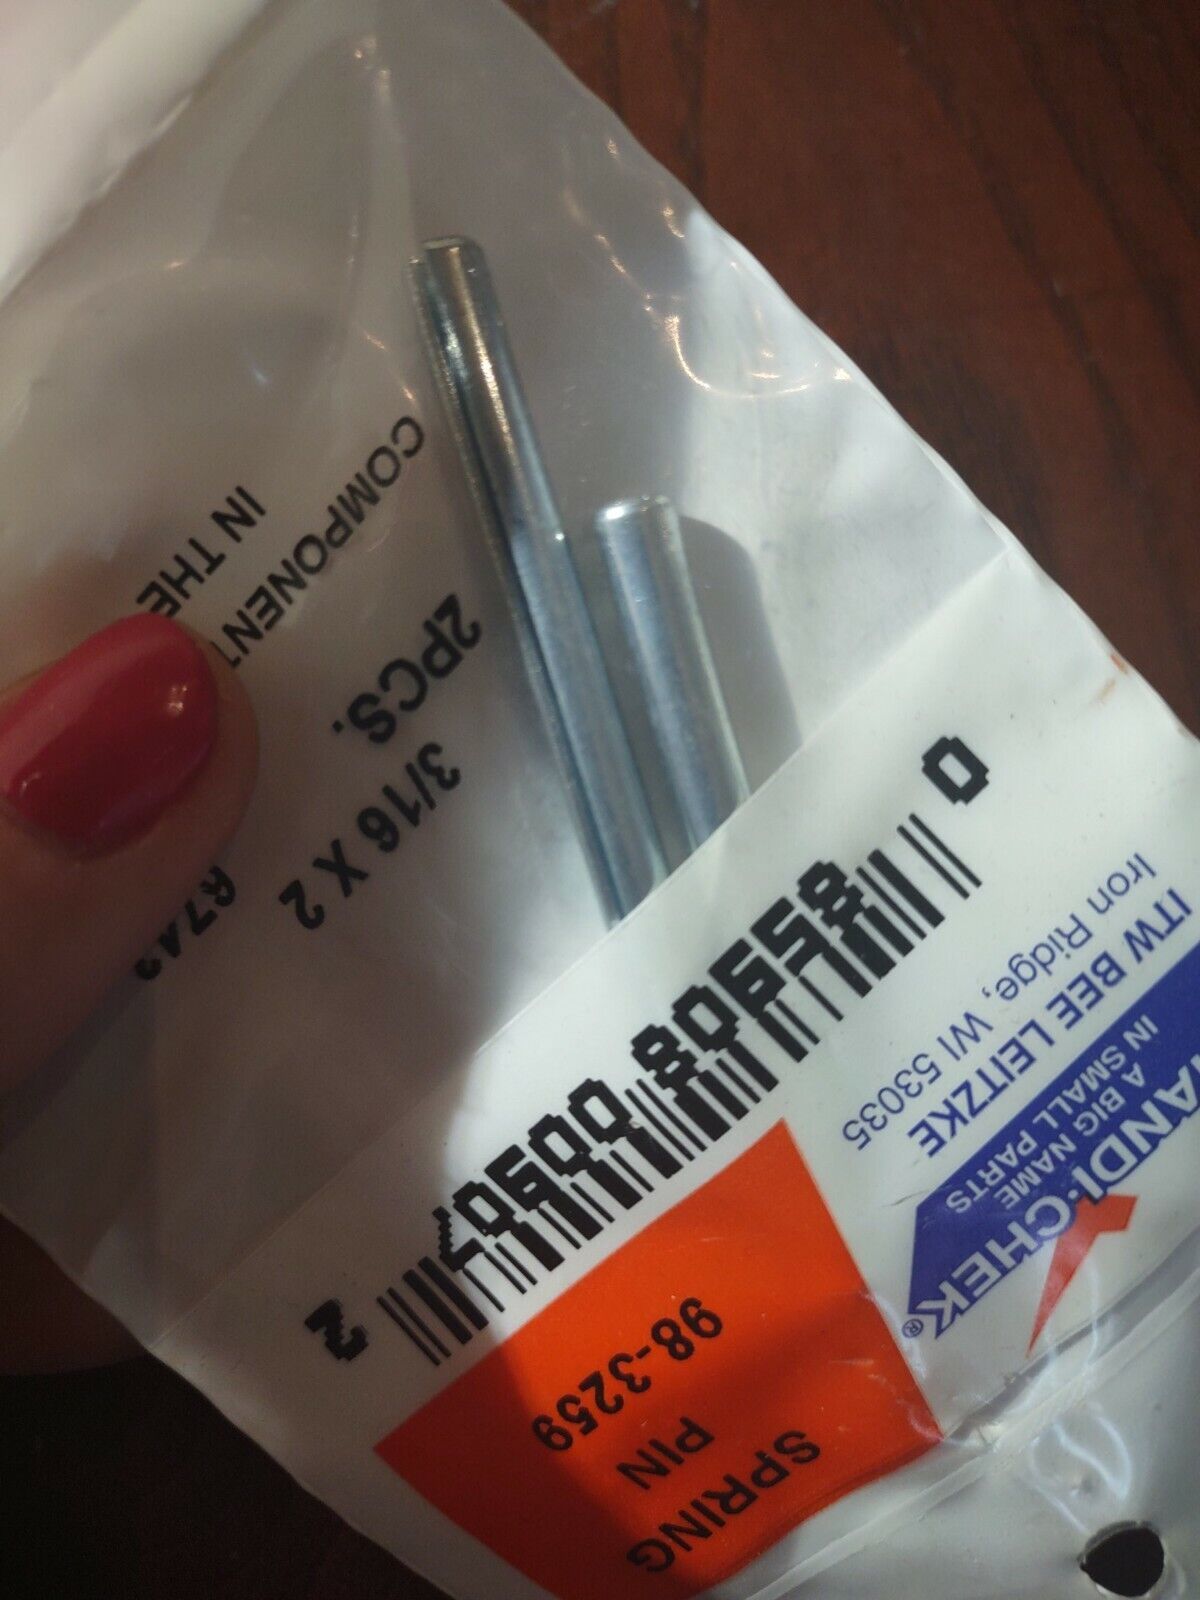 HANDI-CHEK®
A BIG NAME
IN SMALL PARTS
ITW BEE LEITZKE
Iron Ridge, WI 53035
SPRING
PIN
98-3259
0
2
3/16 X 2
2PCS.
COMPONENT
IN THE